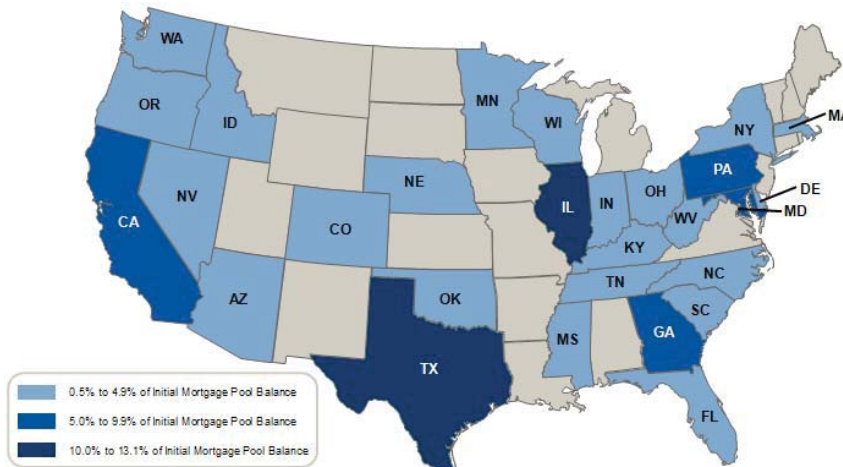 WA
OR
ID
MN
WI
NY
MA
NV
NE
PA
CA
IL
IN
OH
DE
CO
WV
MD
KY
AZ
OK
TN
NC
MS
GA
SC
TX
FL
0.5% to 4.9% of Initial Mortgage Pool Balance
5.0% to 9.9% of Initial Mortgage Pool Balance
10.0% to 13.1% of Initial Mortgage Pool Balance